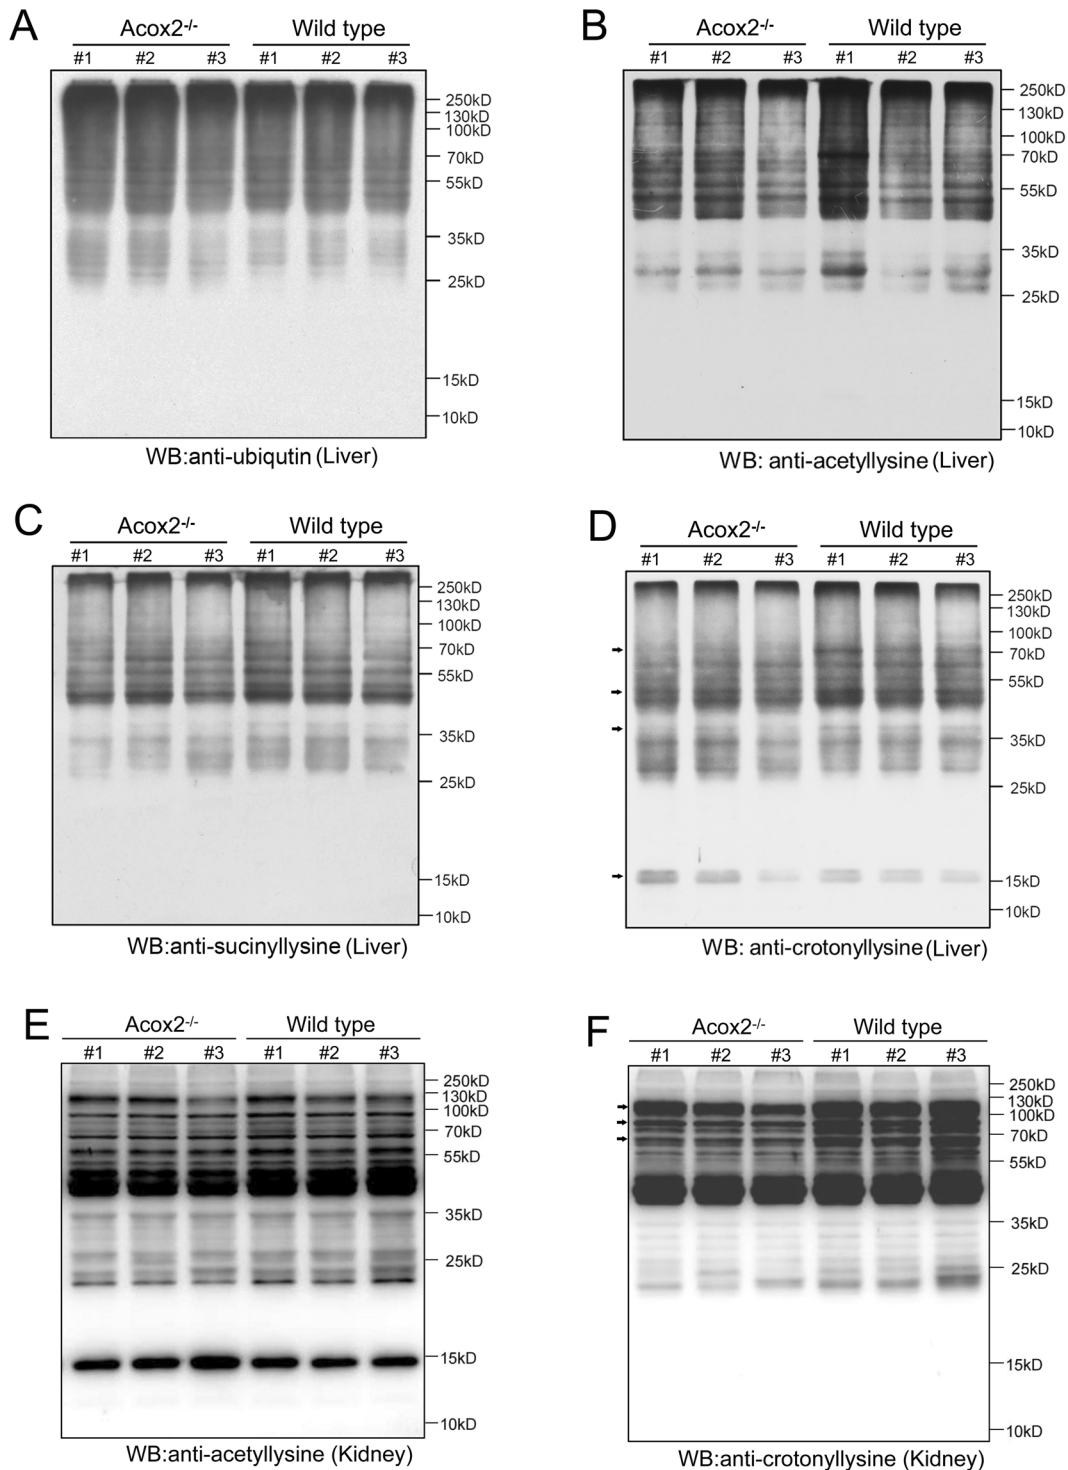 A
Acox2-/- Wild type
#1 #2 #3 #1 #2 #3
250kD
130kD
100kD
70kD
55kD
35kD
25kD
15kD
10kD
WB:anti-ubiqutin (Liver)
B
Acox2-/- Wild type
#1 #2 #3 #1 #2 #3
250kD
130kD
100kD
70kD
55kD
35kD
25kD
15kD
10kD
WB: anti-acetyllysine (Liver)
C
Acox2-/- Wild type
#1 #2 #3 #1 #2 #3
250kD
130kD
100kD
70kD
55kD
35kD
25kD
15kD
10kD
WB:anti-sucinyllysine (Liver)
D
Acox2-/- Wild type
#1 #2 #3 #1 #2 #3
250kD
130kD
100kD
70kD
55kD
35kD
25kD
15kD
10kD
WB: anti-crotonyllysine (Liver)
E
Acox2-/- Wild type
#1 #2 #3 #1 #2 #3
250kD
130kD
100kD
70kD
55kD
35kD
25kD
15kD
10kD
WB:anti-acetyllysine (Kidney)
F
Acox2-/- Wild type
#1 #2 #3 #1 #2 #3
250kD
130kD
100kD
70kD
55kD
35kD
25kD
15kD
10kD
WB:anti-crotonyllysine (Kidney)